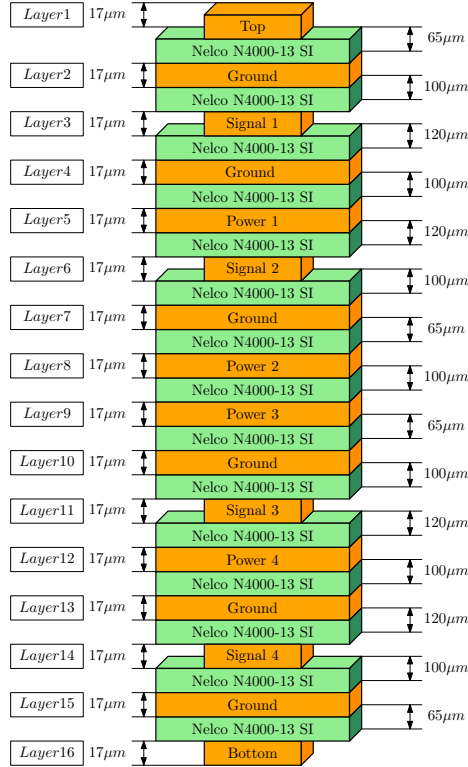 Layer1 17μm Top
65μm
Nelco N4000-13 SI
Layer2 17μm Ground
100μm
Nelco N4000-13 SI
Layer3 17μm Signal 1
120μm
Nelco N4000-13 SI
Layer4 17μm Ground
100μm
Nelco N4000-13 SI
Layer5 17μm Power 1
120μm
Nelco N4000-13 SI
Layer6 17μm Signal 2
100μm
Nelco N4000-13 SI
Layer7 17μm Ground
65μm
Nelco N4000-13 SI
Layer8 17μm Power 2
100μm
Nelco N4000-13 SI
Layer9 17μm Power 3
65μm
Nelco N4000-13 SI
Layer10 17μm Ground
100μm
Nelco N4000-13 SI
Layer11 17μm Signal 3
120μm
Nelco N4000-13 SI
Layer12 17μm Power 4
100μm
Nelco N4000-13 SI
Layer13 17μm Ground
120μm
Nelco N4000-13 SI
Layer14 17μm Signal 4
100μm
Nelco N4000-13 SI
Layer15 17μm Ground
65μm
Nelco N4000-13 SI
Layer16 17μm Bottom